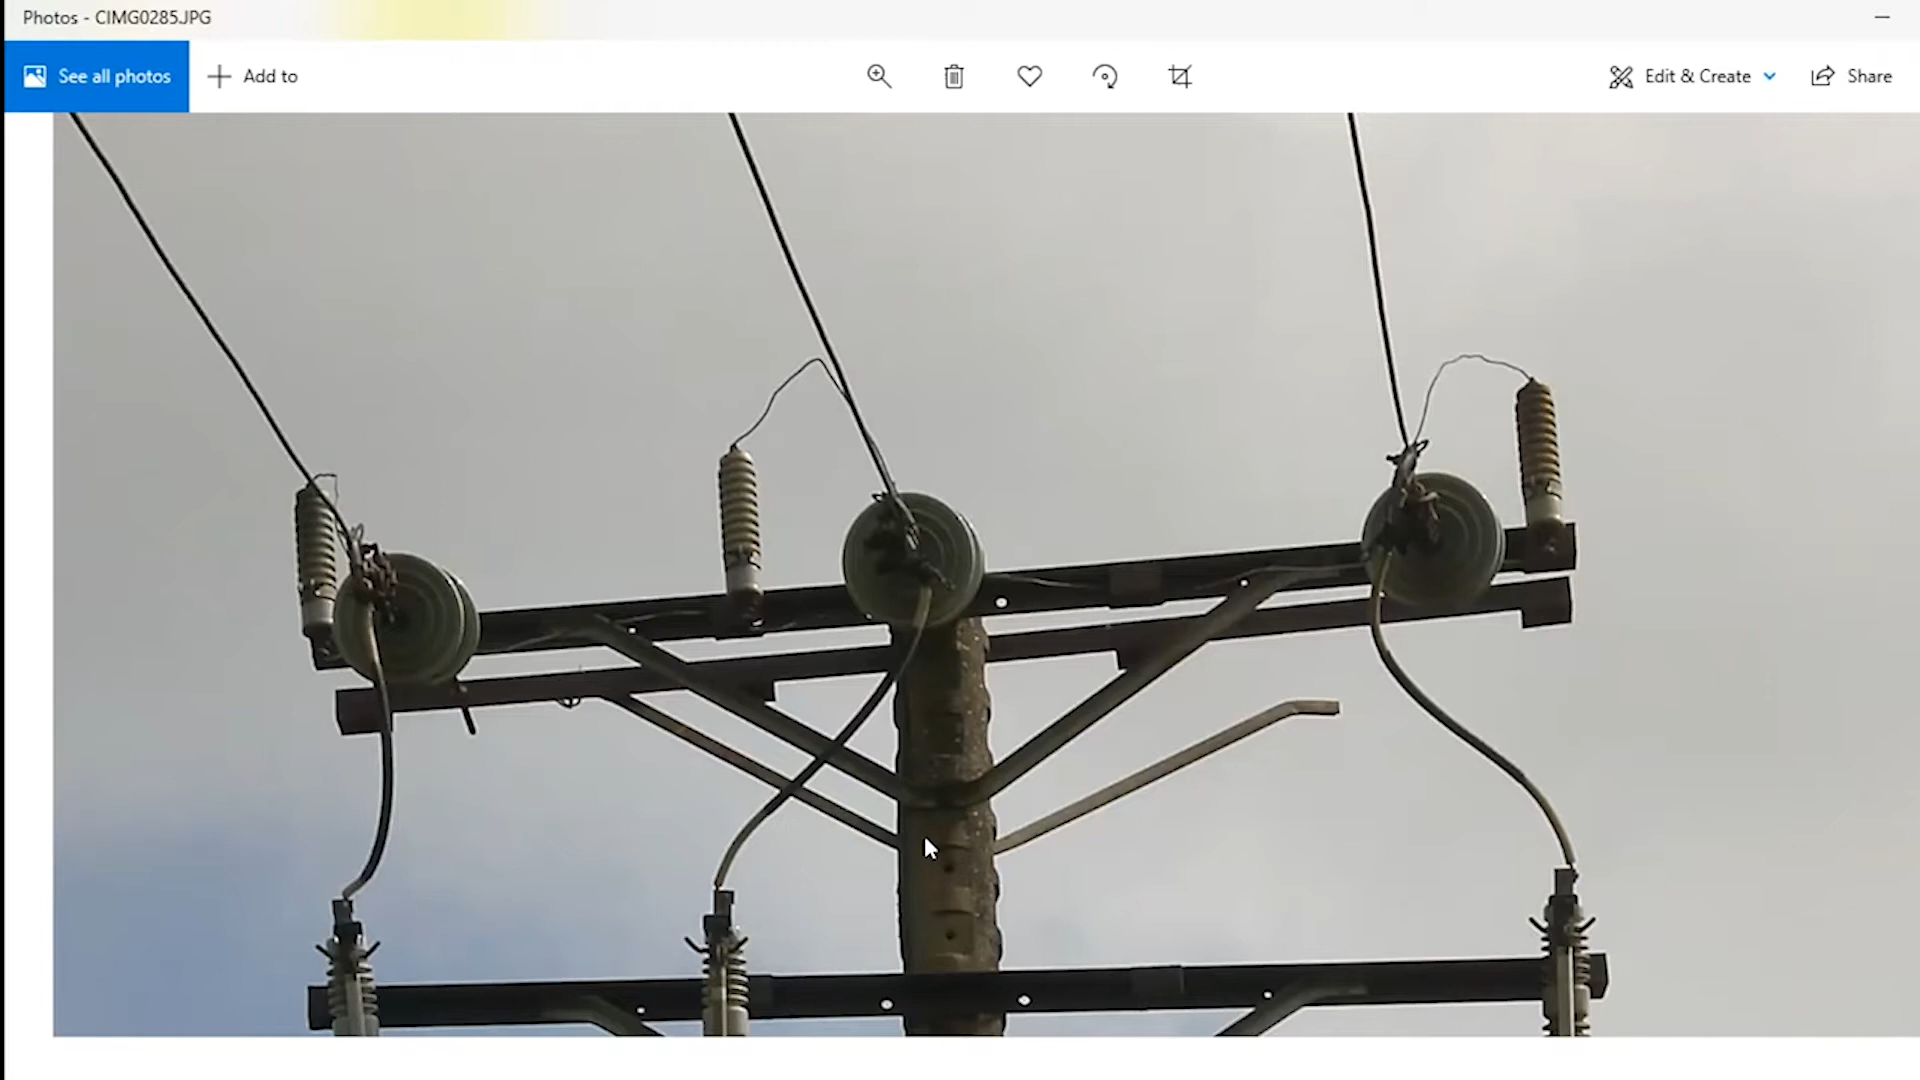 Photos - CIMG0285.JPG
See all photos
Add to
Edit & Create
Share